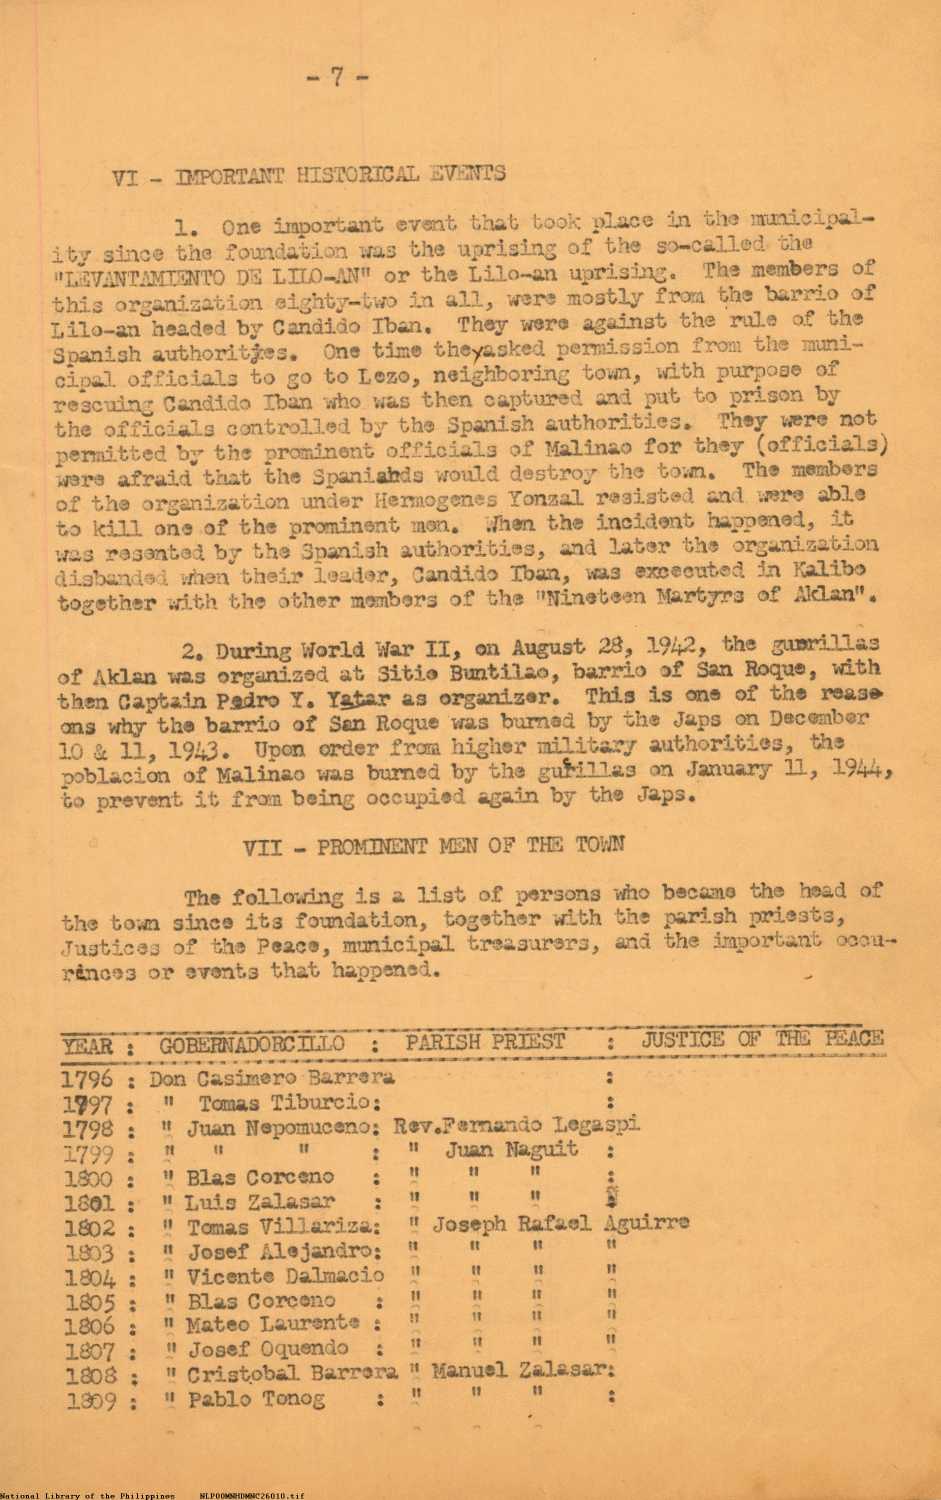 - 7 -
VI - IMPORTANT HISTORICAL EVENTS
1. One important event that took place in the municipal-
ity since the foundation was the uprising of the so-called the
"LEVANTAMIENTO DE LILO-AN" or the Lilo-an uprising. The members of
this organization eighty-two in all, were mostly from the barrio of
Lilo-an headed by Candido Iban. They were against the rule of the
Spanish authorities. One time they asked permission from the muni-
cipal officials to go to Lezo, neighboring town, with purpose of
rescuing Candido Iban who was then captured and put to prison by
the officials controlled by the Spanish authorities. They were not
permitted by the prominent officials of Malinao for they (officials)
were afraid that the Spaniards would destroy the town. The members
of the organization under Hermogenes Yonzal resisted and were able
to kill one of the prominent men. When the incident happened, it
was resented by the Spanish authorities, and later the organization
disbanded when their leader, Candido Iban, was excecuted in Kalibo
together with the other members of the "Nineteen Martyrs of Aklan".
2. During World War II, on August 28, 1942, the guerrillas
of Aklan was organized at Sitio Buntilao, barrio of San Roque, with
then Captain Pedro Y. Yatar as organizer. This is one of the reas-
ons why the barrio of San Roque was burned by the Japs on December
10 & 11, 1943. Upon order from higher military authorities, the
poblacion of Malinao was burned by the gurillas on January 11, 1944,
to prevent it from being occupied again by the Japs.
VII - PROMINENT MEN OF THE TOWN
The following is a list of persons who became the head of
the town since its foundation, together with the parish priests,
Justices of the Peace, municipal treasurers, and the important occu-
rences or events that happened.
YEAR : GOBERNADORCILLO : PARISH PRIEST : JUSTICE OF THE PEACE
1796 : Don Casimero Barrera :
1797 : " Tomas Tiburcio: :
1798 : " Juan Nepomuceno: Rev.Fernando Legaspi
1799 : " " " : " Juan Naguit :
1800 : " Blas Corceno : " " " :
1801 : " Luis Zalasar : " " " :
1802 : " Tomas Villariza: " Joseph Rafael Aguirre
1803 : " Josef Alejandro: " " " "
1804 : " Vicente Dalmacio " " " "
1805 : " Blas Corceno : " " " "
1806 : " Mateo Laurente : " " " "
1807 : " Josef Oquendo : " " " "
1808 : " Cristobal Barrera " Manuel Zalasar:
1809 : " Pablo Tonog : " " " :
National Library of the Philippines NLPOOMNHDMNC26010.tif